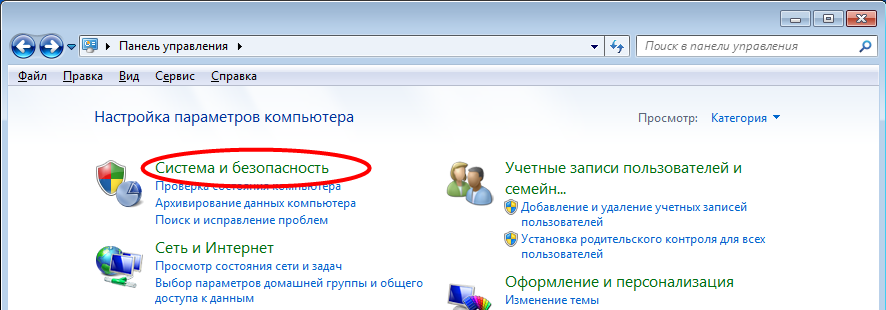 Панель управления
Поиск в панели управления
Файл Правка Вид Сервис Справка
Настройка параметров компьютера
Просмотр: Категория
Система и безопасность
Проверка состояния компьютера
Архивирование данных компьютера
Поиск и исправление проблем
Сеть и Интернет
Просмотр состояния сети и задач
Выбор параметров домашней группы и общего
доступа к данным
Учетные записи пользователей и
семейн...
Добавление и удаление учетных записей
пользователей
Установка родительского контроля для всех
пользователей
Оформление и персонализация
Изменение темы